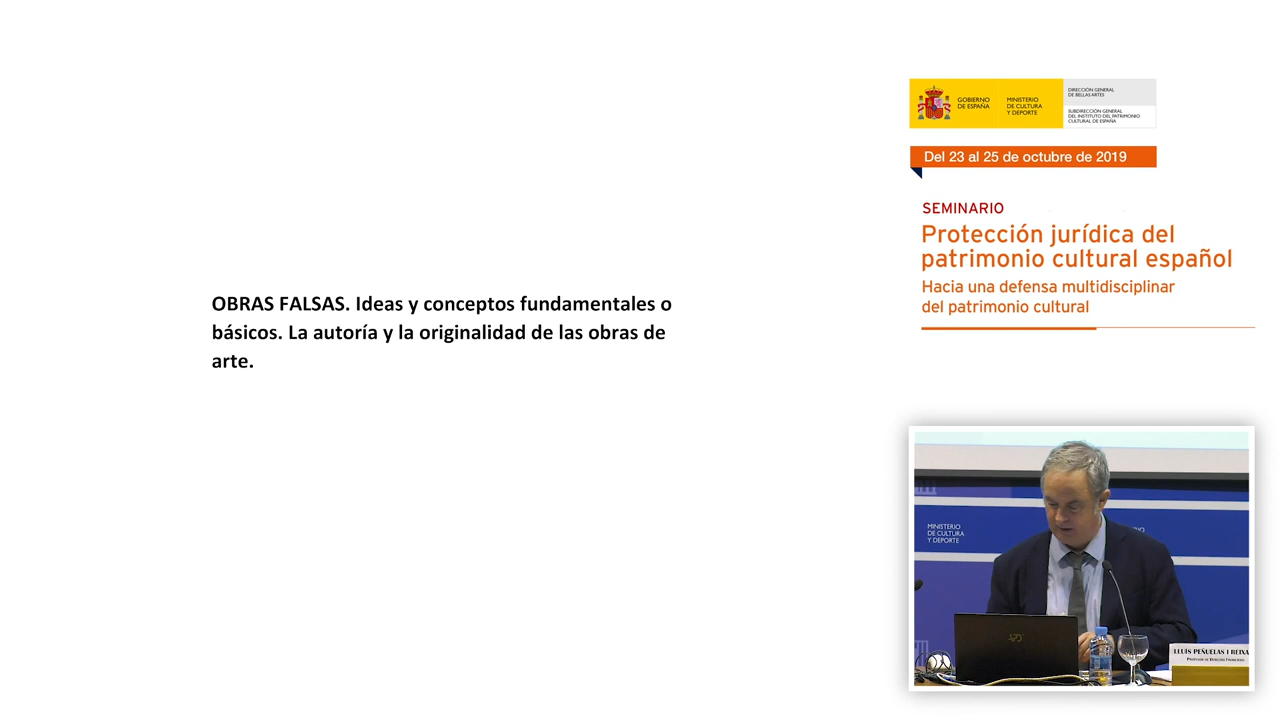 OBRAS FALSAS. Ideas y conceptos fundamentales o
básicos. La autoría y la originalidad de las obras de
arte.
GOBIERNO
DE ESPAÑA
MINISTERIO
DE CULTURA
Y DEPORTE
DIRECCIÓN GENERAL
DE BELLAS ARTES
SUBDIRECCIÓN GENERAL
DEL INSTITUTO DEL PATRIMONIO
CULTURAL DE ESPAÑA
Del 23 al 25 de octubre de 2019
SEMINARIO
Protección jurídica del
patrimonio cultural español
Hacia una defensa multidisciplinar
del patrimonio cultural
MINISTERIO
DE CULTURA
Y DEPORTE
LLUÍS PEÑUELAS I REIXA